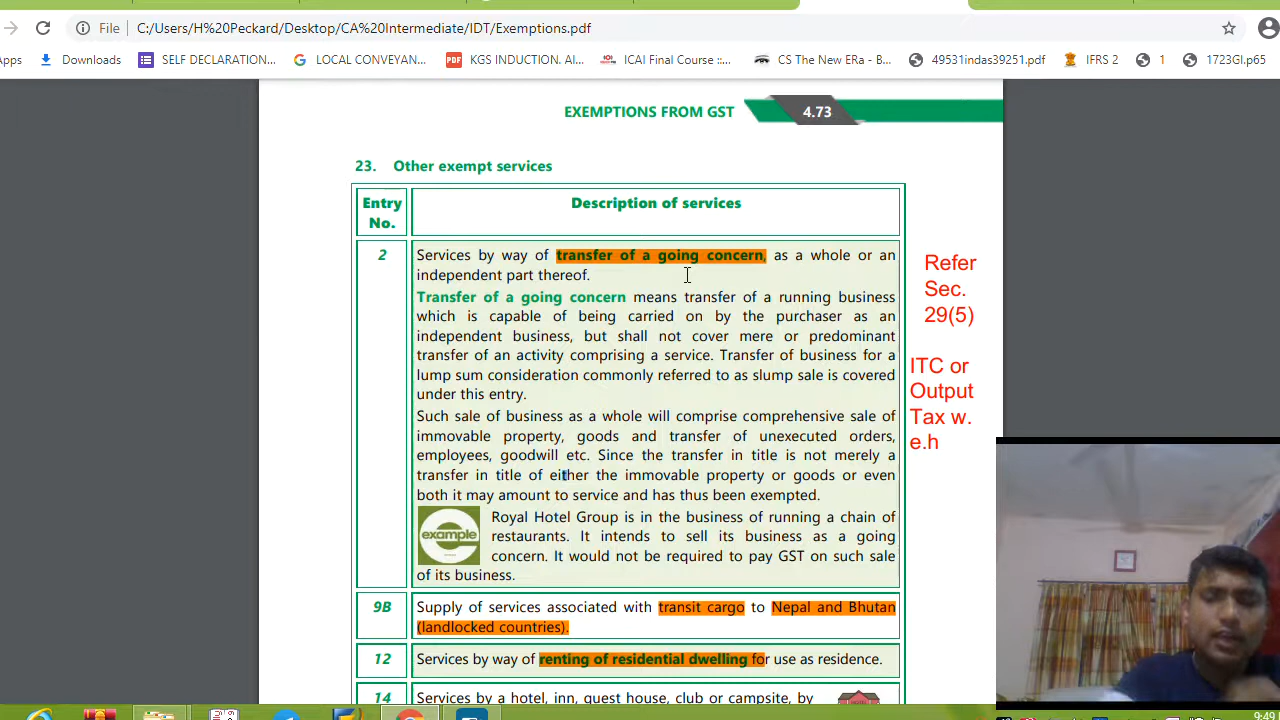 File C:/Users/H%20Peckard/Desktop/CA%20Intermediate/IDT/Exemptions.pdf
Apps Downloads SELF DECLARATION... LOCAL CONVEYAN... KGS INDUCTION. AI... ICAI Final Course ::... CS The New ERa - B... 49531indas39251.pdf IFRS 2 1 1723GI.p65
EXEMPTIONS FROM GST 4.73
23. Other exempt services
Entry No.
Description of services
2
Services by way of transfer of a going concern, as a whole or an
independent part thereof.
Transfer of a going concern means transfer of a running business
which is capable of being carried on by the purchaser as an
independent business, but shall not cover mere or predominant
transfer of an activity comprising a service. Transfer of business for a
lump sum consideration commonly referred to as slump sale is covered
under this entry.
Such sale of business as a whole will comprise comprehensive sale of
immovable property, goods and transfer of unexecuted orders,
employees, goodwill etc. Since the transfer in title is not merely a
transfer in title of either the immovable property or goods or even
both it may amount to service and has thus been exempted.
example
Royal Hotel Group is in the business of running a chain of
restaurants. It intends to sell its business as a going
concern. It would not be required to pay GST on such sale
of its business.
Refer
Sec.
29(5)
ITC or
Output
Tax w.
e.h
9B
Supply of services associated with transit cargo to Nepal and Bhutan
(landlocked countries).
12
Services by way of renting of residential dwelling for use as residence.
14
Services by a hotel, inn, guest house, club or campsite, by